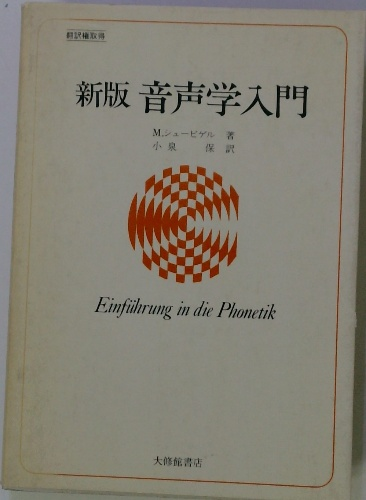 翻訳権取得
新版 音声学入門
M.シュービゲル 著
小泉 保 訳
Einführung in die Phonetik
大修館書店